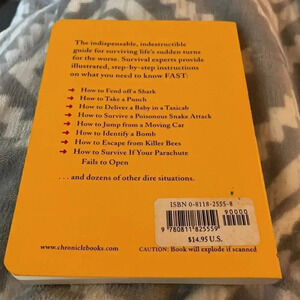 The indispensable, indestructible
guide for surviving life's sudden turns
for the worse. Survival experts provide
illustrated, step-by-step instructions
on what you need to know FAST:
→ How to Fend off a Shark
→ How to Take a Punch
→ How to Deliver a Baby in a Taxicab
→ How to Survive a Poisonous Snake Attack
→ How to Jump from a Moving Car
→ How to Identify a Bomb
→ How to Escape from Killer Bees
→ How to Survive If Your Parachute
Fails to Open
. . . and dozens of other dire situations.
ISBN 0-8118-2555-8
90000
9 780811 825559
$14.95 U.S.
www.chroniclebooks.com
CAUTION: Book will explode if scanned